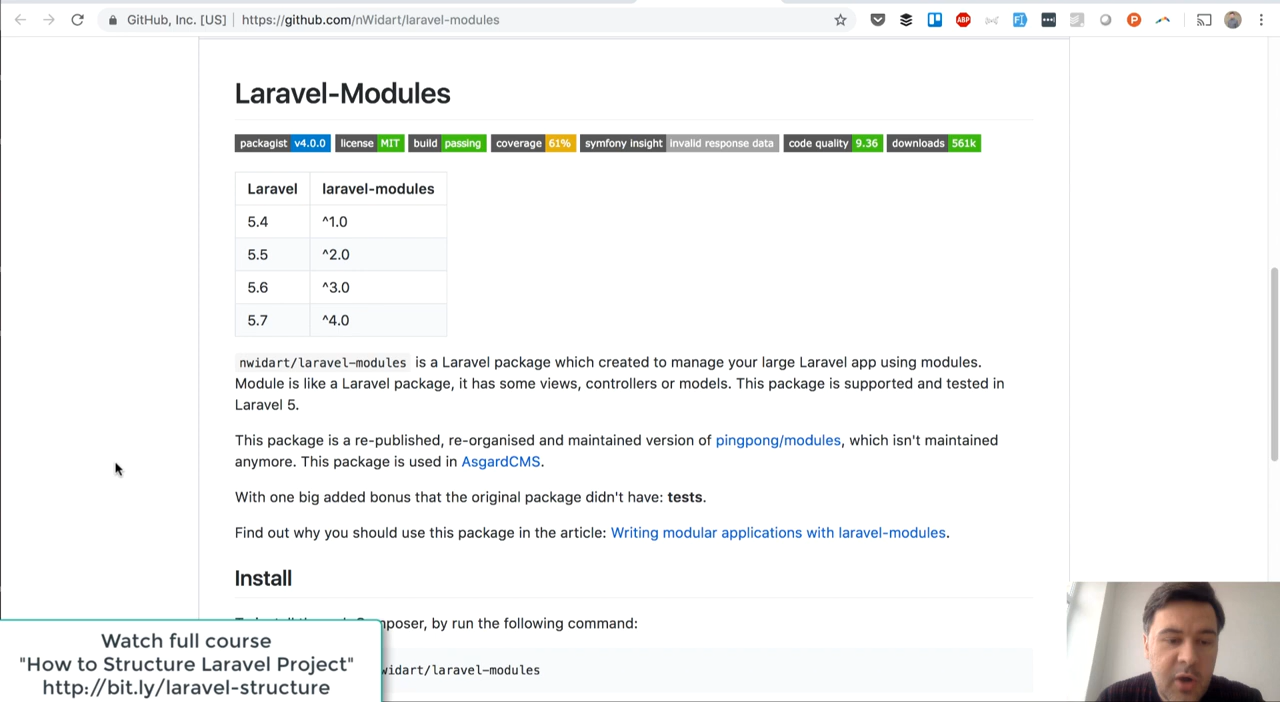 GitHub, Inc. [US] | https://github.com/nWidart/laravel-modules
Laravel-Modules
packagist v4.0.0 license MIT build passing coverage 61% symfony insight invalid response data code quality 9.36 downloads 561k
Laravel laravel-modules
5.4 ^1.0
5.5 ^2.0
5.6 ^3.0
5.7 ^4.0
nwidart/laravel-modules is a Laravel package which created to manage your large Laravel app using modules.
Module is like a Laravel package, it has some views, controllers or models. This package is supported and tested in
Laravel 5.
This package is a re-published, re-organised and maintained version of pingpong/modules, which isn't maintained
anymore. This package is used in AsgardCMS.
With one big added bonus that the original package didn't have: tests.
Find out why you should use this package in the article: Writing modular applications with laravel-modules.
Install
by run the following command:
/laravel-modules
Watch full course
"How to Structure Laravel Project"
http://bit.ly/laravel-structure
ABP
P